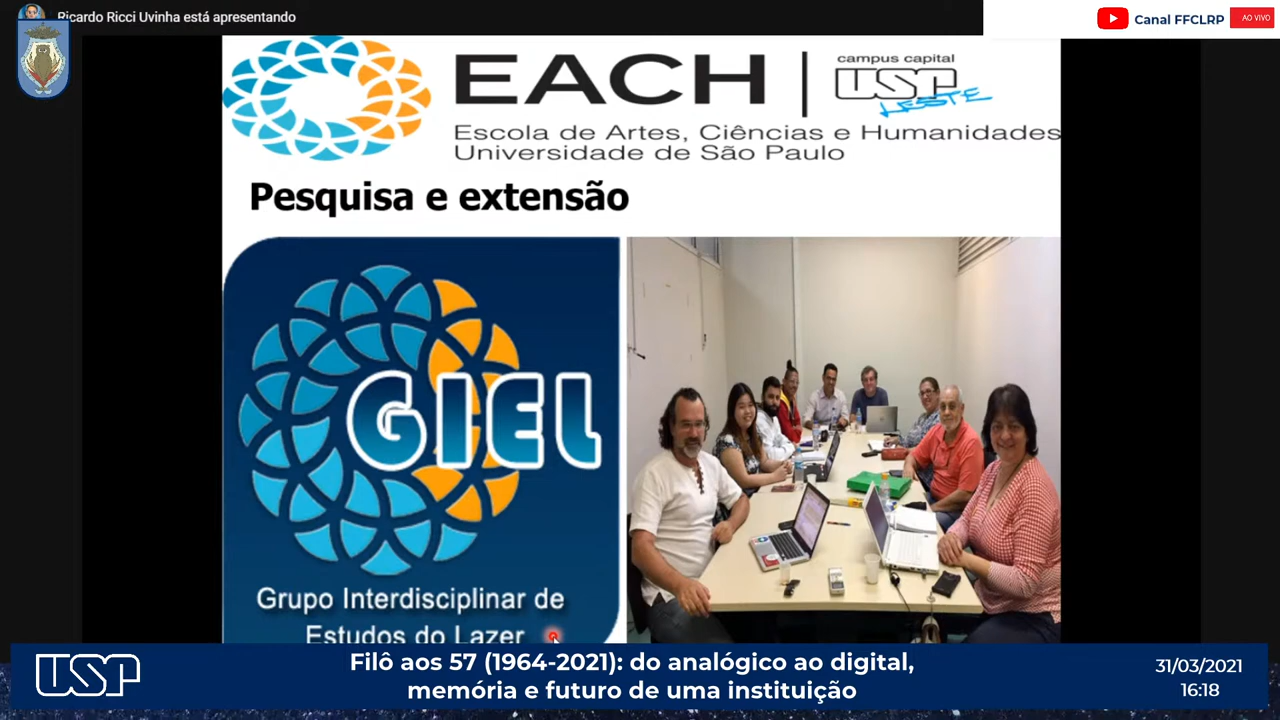 Ricardo Ricci Uvinha está apresentando
Canal FFCLRP
AO VIVO
EACH
campus capital
USP
LESTE
Escola de Artes, Ciências e Humanidades
Universidade de São Paulo
Pesquisa e extensão
GIEL
Grupo Interdisciplinar de
Estudos do Lazer
USP
Filô aos 57 (1964-2021): do analógico ao digital,
memória e futuro de uma instituição
31/03/2021
16:18